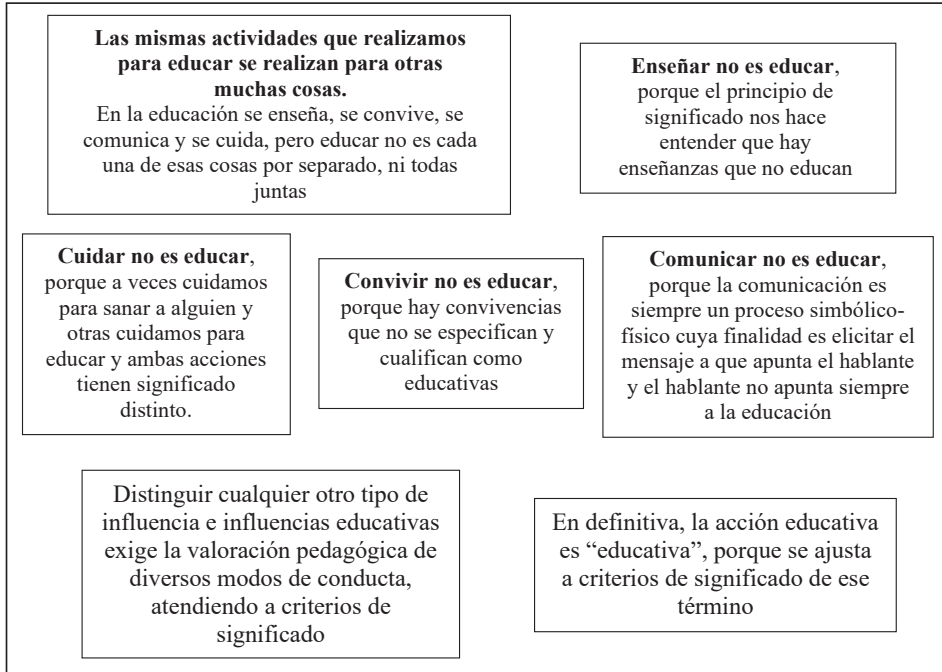 Las mismas actividades que realizamos
para educar se realizan para otras
muchas cosas.
En la educación se enseña, se convive, se
comunica y se cuida, pero educar no es cada
una de esas cosas por separado, ni todas
juntas
Enseñar no es educar,
porque el principio de
significado nos hace
entender que hay
enseñanzas que no educan
Cuidar no es educar,
porque a veces cuidamos
para sanar a alguien y
otras cuidamos para
educar y ambas acciones
tienen significado
distinto.
Convivir no es educar,
porque hay convivencias
que no se especifican y
cualifican como
educativas
Comunicar no es educar,
porque la comunicación es
siempre un proceso simbólico-
físico cuya finalidad es elicitar el
mensaje a que apunta el hablante
y el hablante no apunta siempre
a la educación
Distinguir cualquier otro tipo de
influencia e influencias educativas
exige la valoración pedagógica de
diversos modos de conducta,
atendiendo a criterios de
significado
En definitiva, la acción educativa
es “educativa”, porque se ajusta
a criterios de significado de ese
término